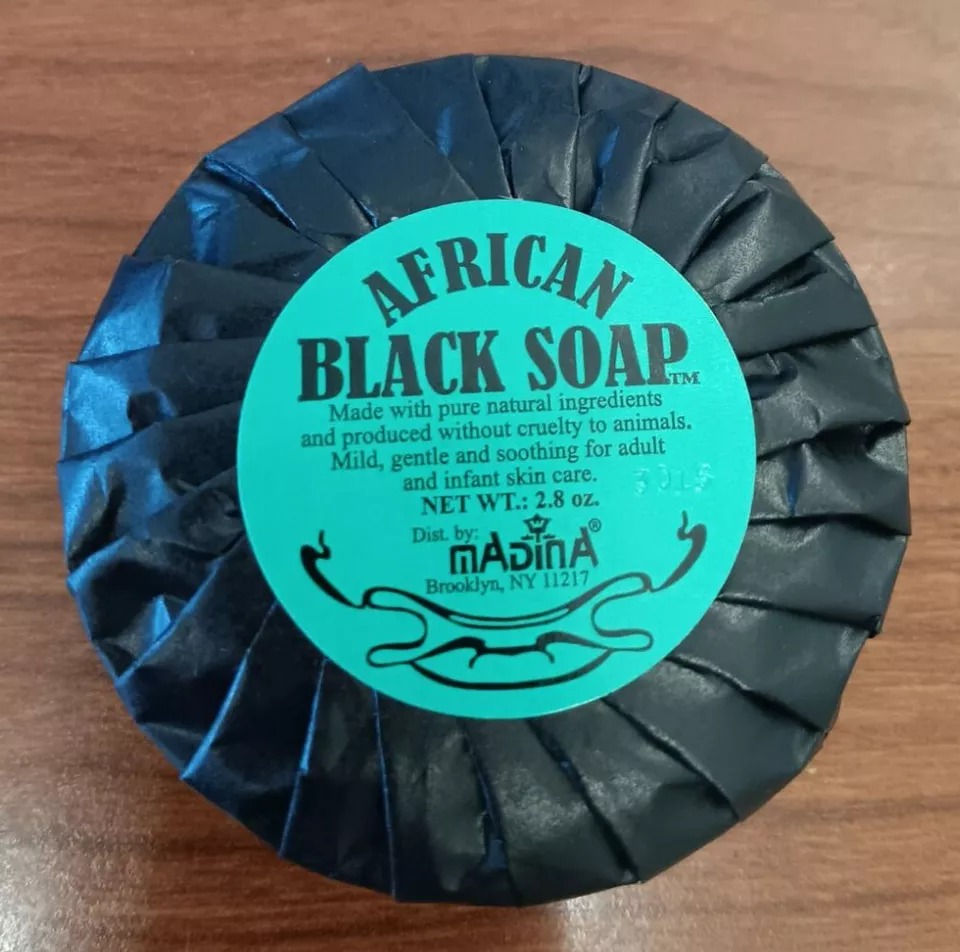 AFRICAN
BLACK SOAP™
Made with pure natural ingredients
and produced without cruelty to animals.
Mild, gentle and soothing for adult
and infant skin care.
NET WT.: 2.8 oz.
Dist. by:
mADinA®
Brooklyn, NY 11217